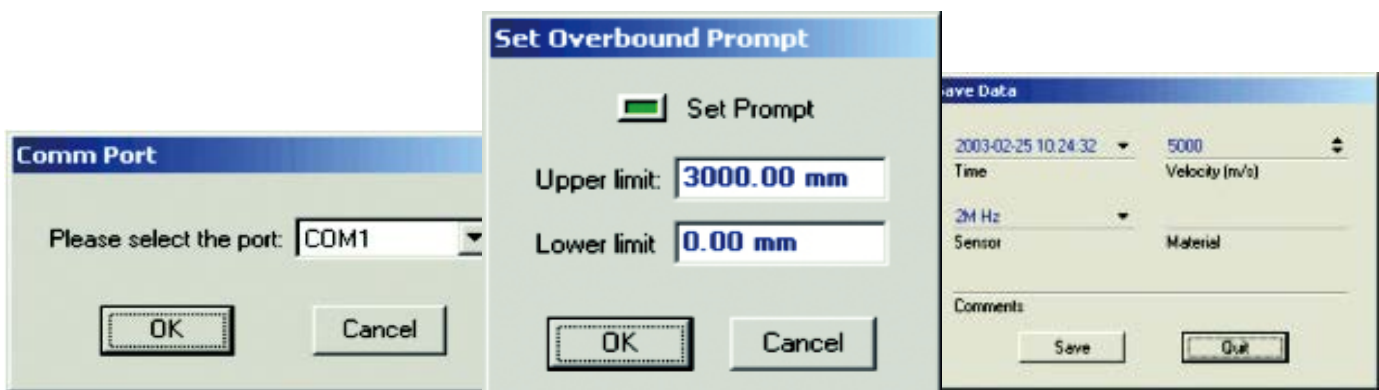 Comm Port
Please select the port: COM1
OK Cancel
Set Overbound Prompt
Set Prompt
Upper limit: 3000.00 mm
Lower limit 0.00 mm
OK Cancel
ave Data
2003-02-25 10:24:32 5000
Time Velocity (m/s)
2M Hz
Sensor Material
Comments
Save Quit